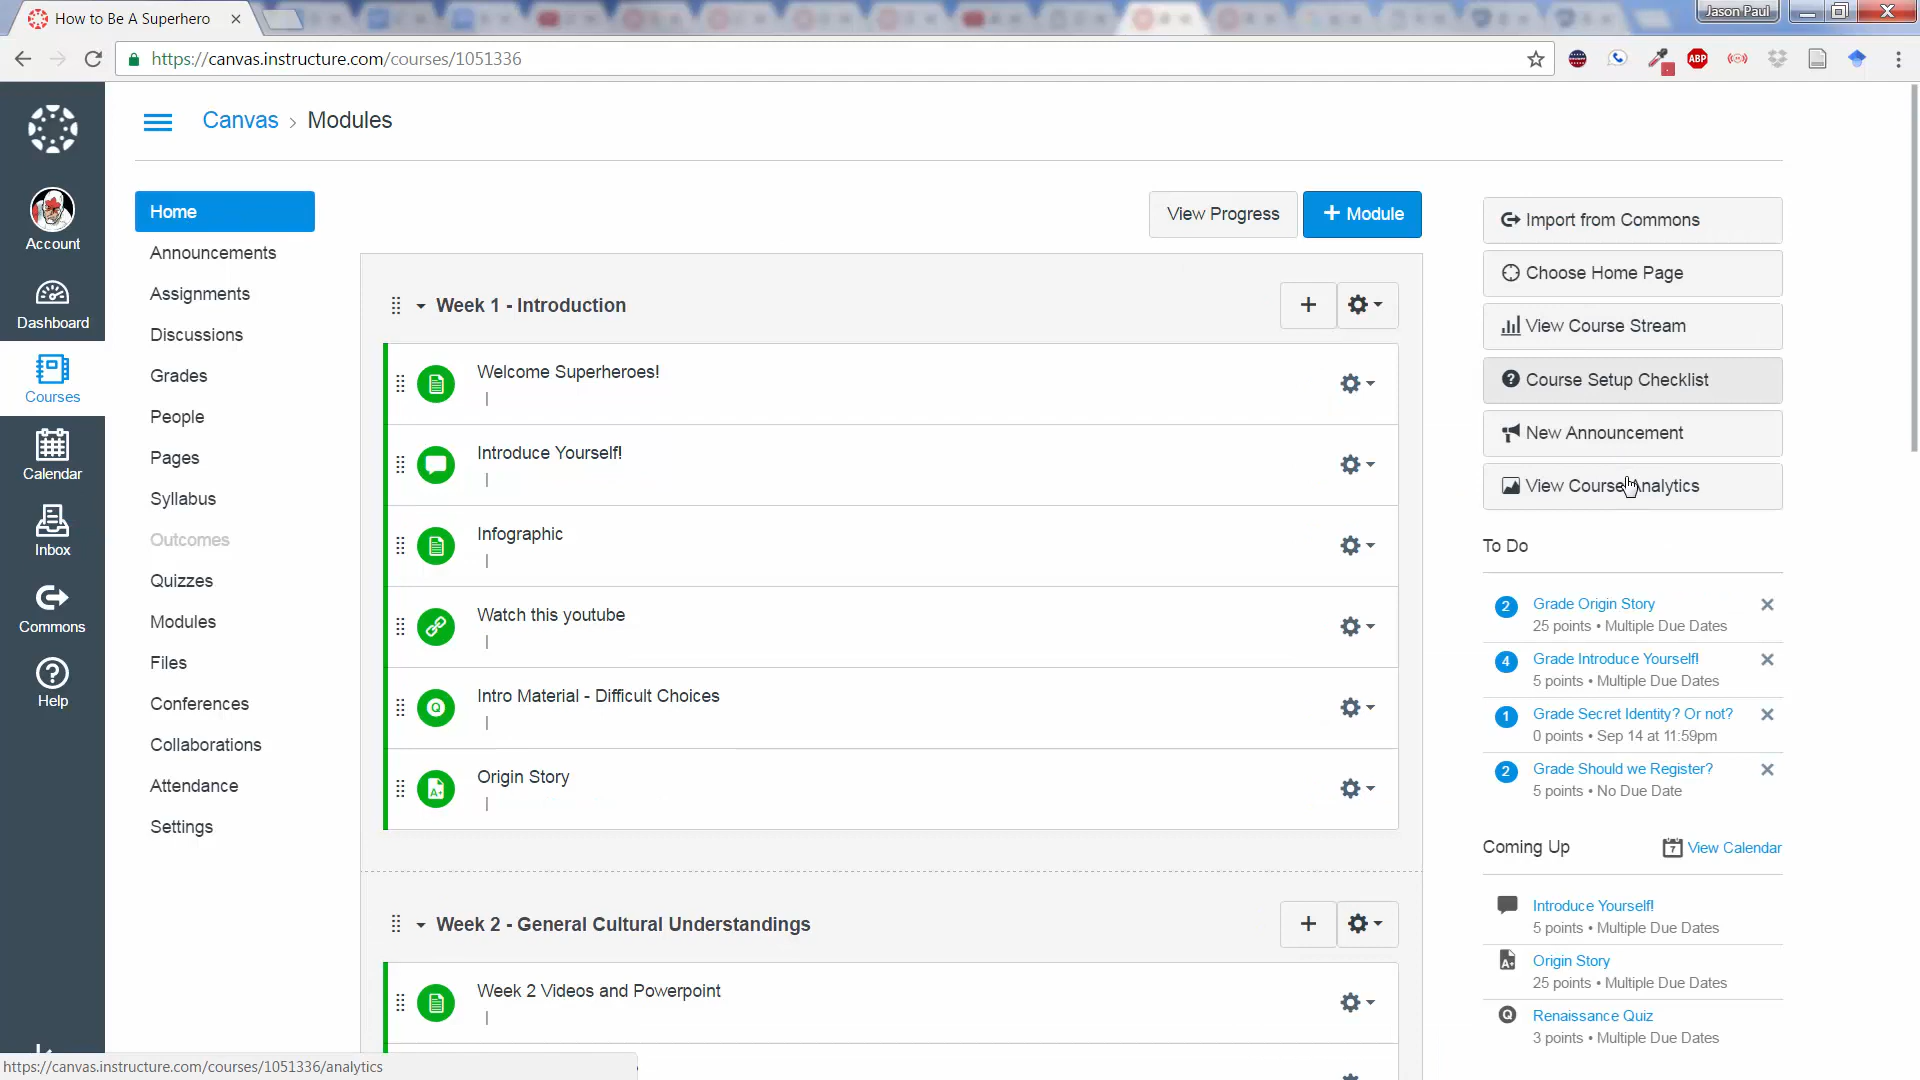 How to Be A Superhero
Jason Paul
https://canvas.instructure.com/courses/1051336
ABP
Canvas > Modules
Account
Dashboard
Courses
Calendar
Inbox
Commons
Help
Home
Announcements
Assignments
Discussions
Grades
People
Pages
Syllabus
Outcomes
Quizzes
Modules
Files
Conferences
Collaborations
Attendance
Settings
View Progress
+ Module
Week 1 - Introduction
Welcome Superheroes!
|
Introduce Yourself!
|
Infographic
|
Watch this youtube
|
Intro Material - Difficult Choices
|
Origin Story
|
Week 2 - General Cultural Understandings
Week 2 Videos and Powerpoint
|
Import from Commons
Choose Home Page
View Course Stream
Course Setup Checklist
New Announcement
View Course Analytics
To Do
2 Grade Origin Story
25 points • Multiple Due Dates
4 Grade Introduce Yourself!
5 points • Multiple Due Dates
1 Grade Secret Identity? Or not?
0 points • Sep 14 at 11:59pm
2 Grade Should we Register?
5 points • No Due Date
Coming Up
7 View Calendar
Introduce Yourself!
5 points • Multiple Due Dates
Origin Story
25 points • Multiple Due Dates
Renaissance Quiz
3 points • Multiple Due Dates
https://canvas.instructure.com/courses/1051336/analytics